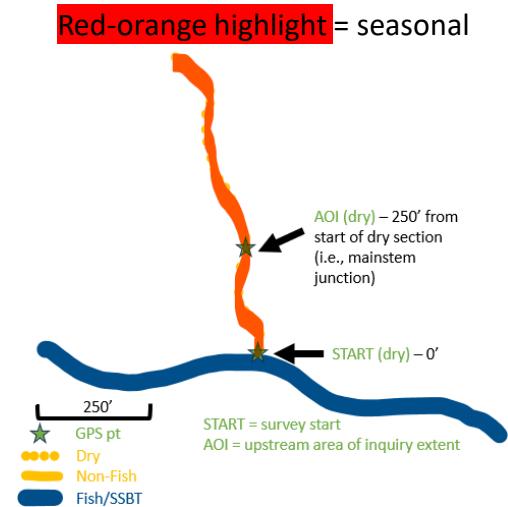 Red-orange highlight = seasonal
AOI (dry) – 250’ from
start of dry section
(i.e., mainstem
junction)
START (dry) – 0’
250’
GPS pt
Dry
Non-Fish
Fish/SSBT
START = survey start
AOI = upstream area of inquiry extent